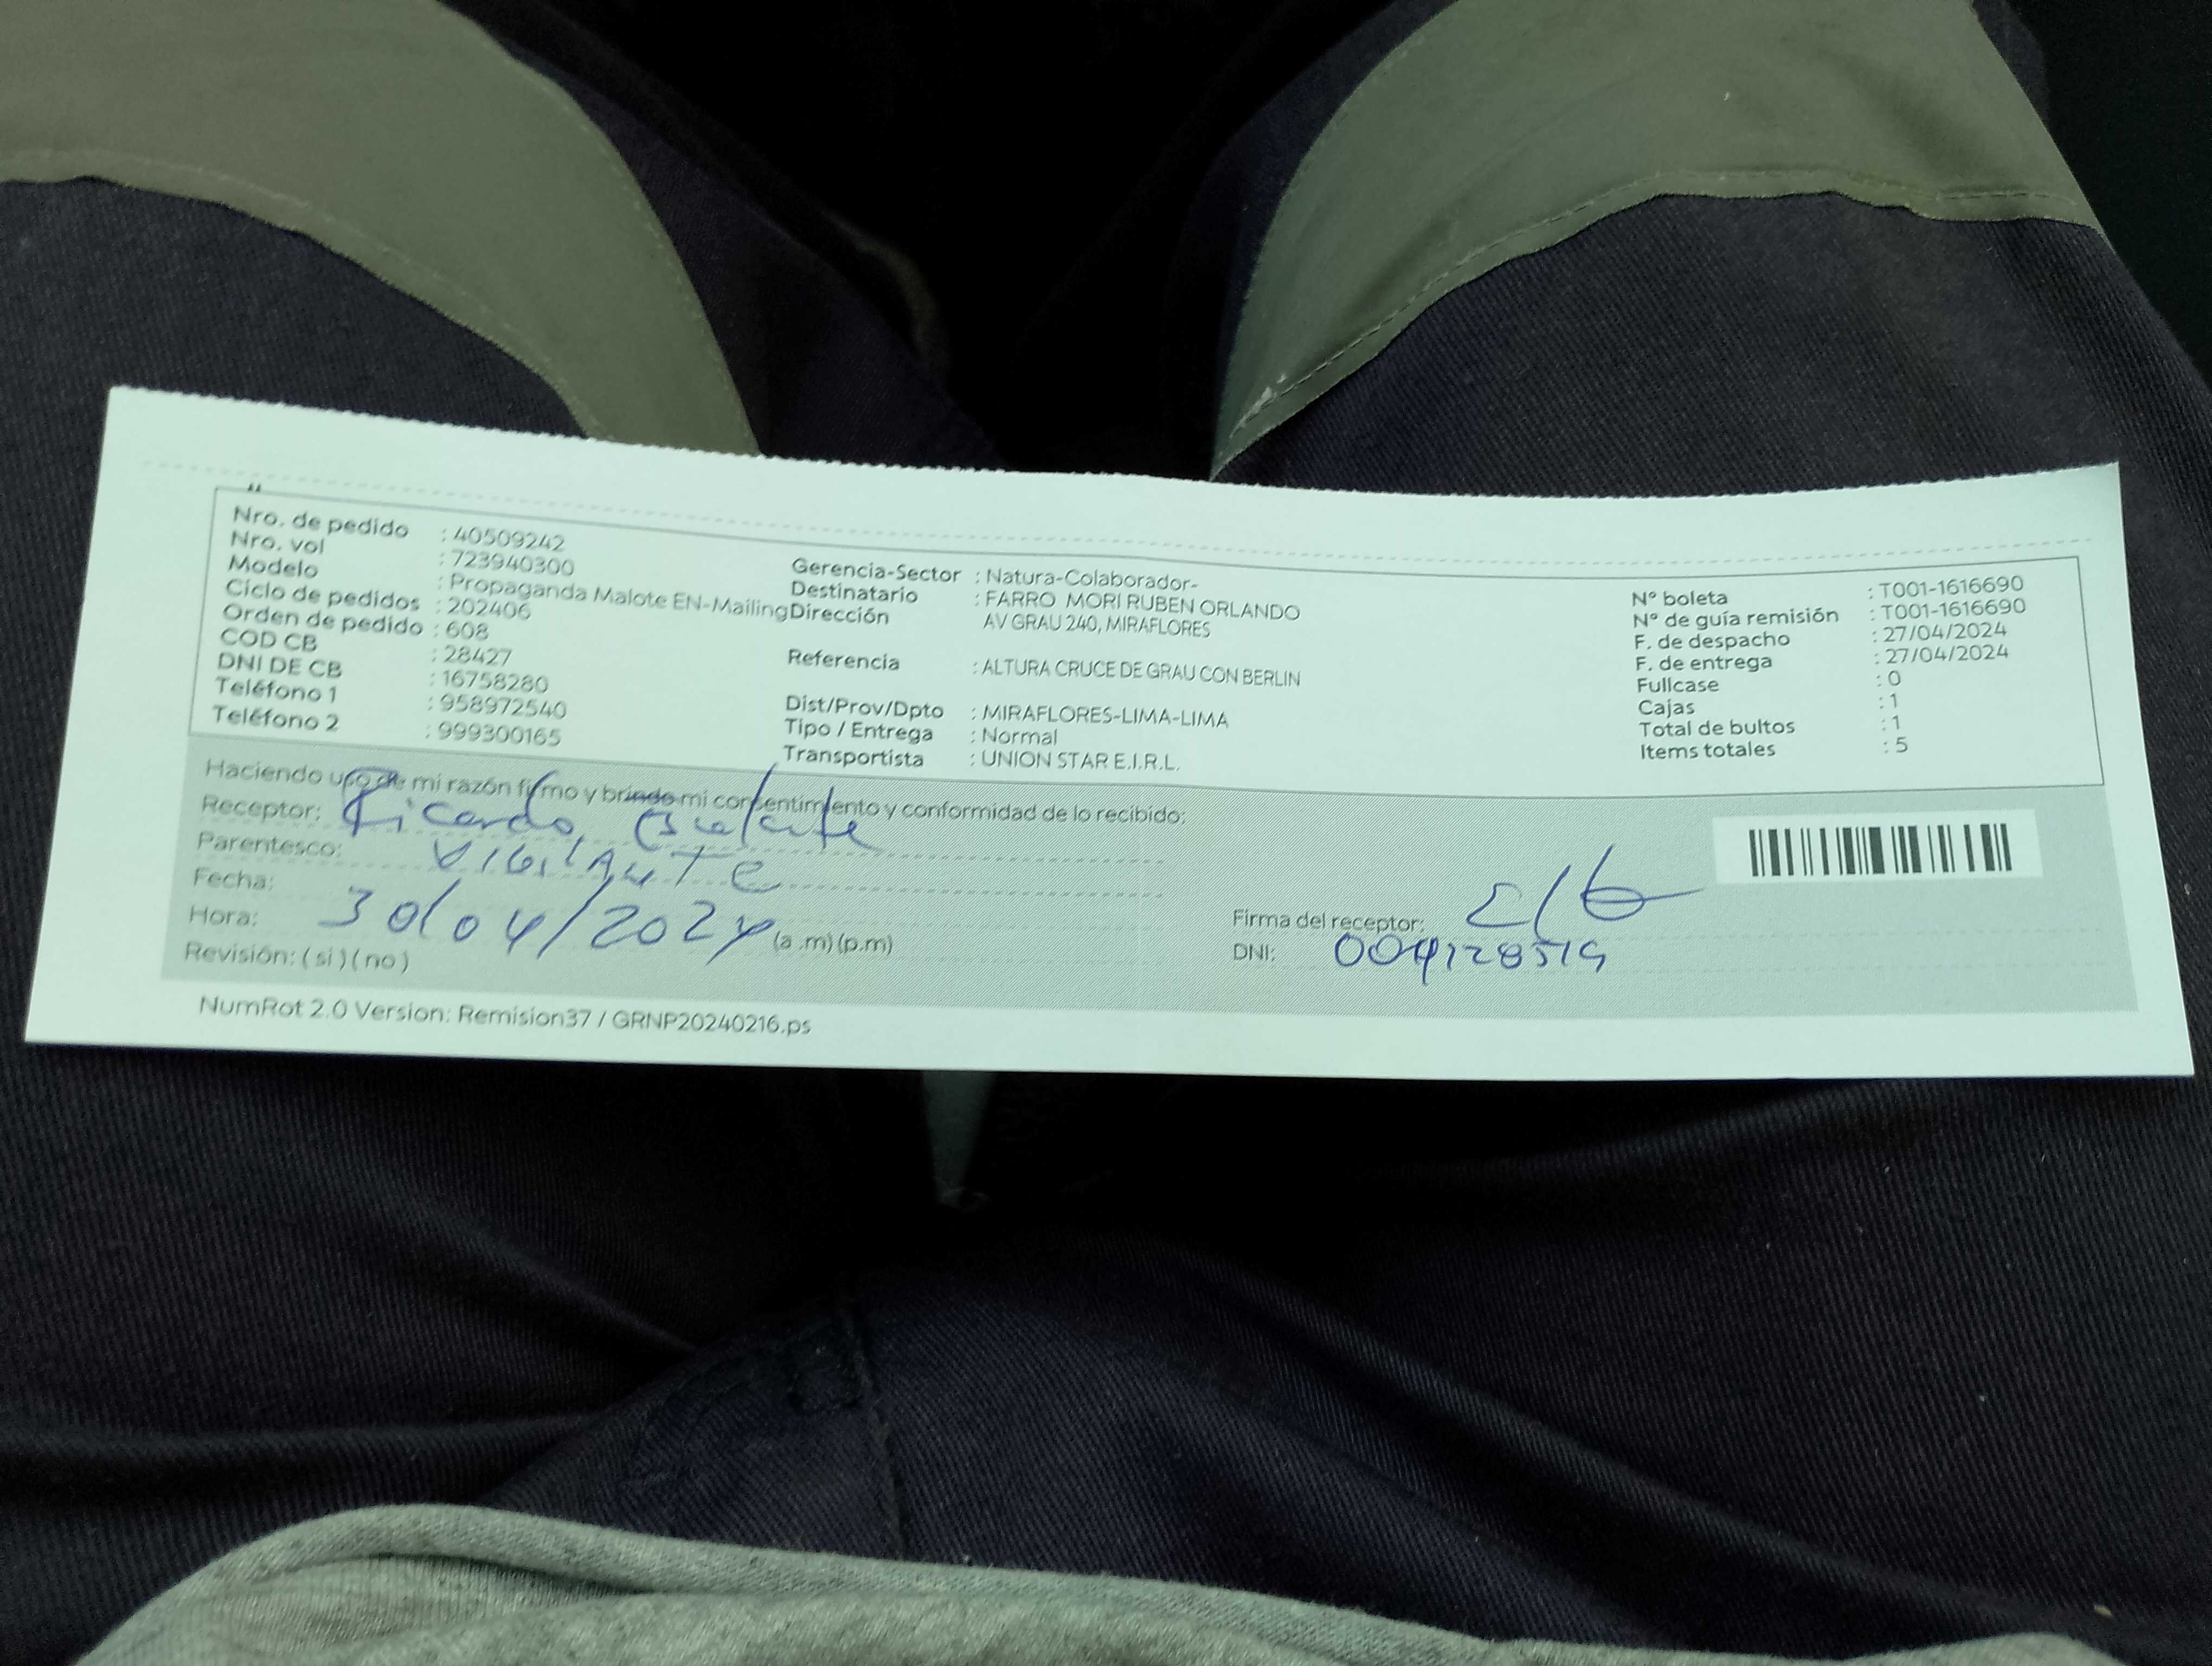 Nro. de pedido : 40509242
Nro. vol : 723940300
Modelo : Propaganda Malote EN-Mailing
Ciclo de pedidos : 202406
Orden de pedido : 608
COD CB : 28427
DNI DE CB : 16758280
Teléfono 1 : 958972540
Teléfono 2 : 999300165
Gerencia-Sector : Natura-Colaborador-
Destinatario : FARRO MORI RUBEN ORLANDO
Dirección AV GRAU 240, MIRAFLORES
Referencia : ALTURA CRUCE DE GRAU CON BERLIN
Dist/Prov/Dpto : MIRAFLORES-LIMA-LIMA
Tipo / Entrega : Normal
Transportista : UNION STAR E.I.R.L.
N° boleta : T001-1616690
N° de guía remisión : T001-1616690
F. de despacho : 27/04/2024
F. de entrega : 27/04/2024
Fullcase : 0
Cajas : 1
Total de bultos : 1
Items totales : 5
Haciendo uso de mi razón firmo y brindo mi consentimiento y conformidad de lo recibido:
Receptor: Ricardo
Parentesco: VIGILANTE
Fecha: 30/04/2024
Hora: (a .m) (p.m)
Revisión: ( si ) ( no )
Firma del receptor:
DNI: 004128519
NumRot 2.0 Version: Remision37 / GRNP20240216.ps